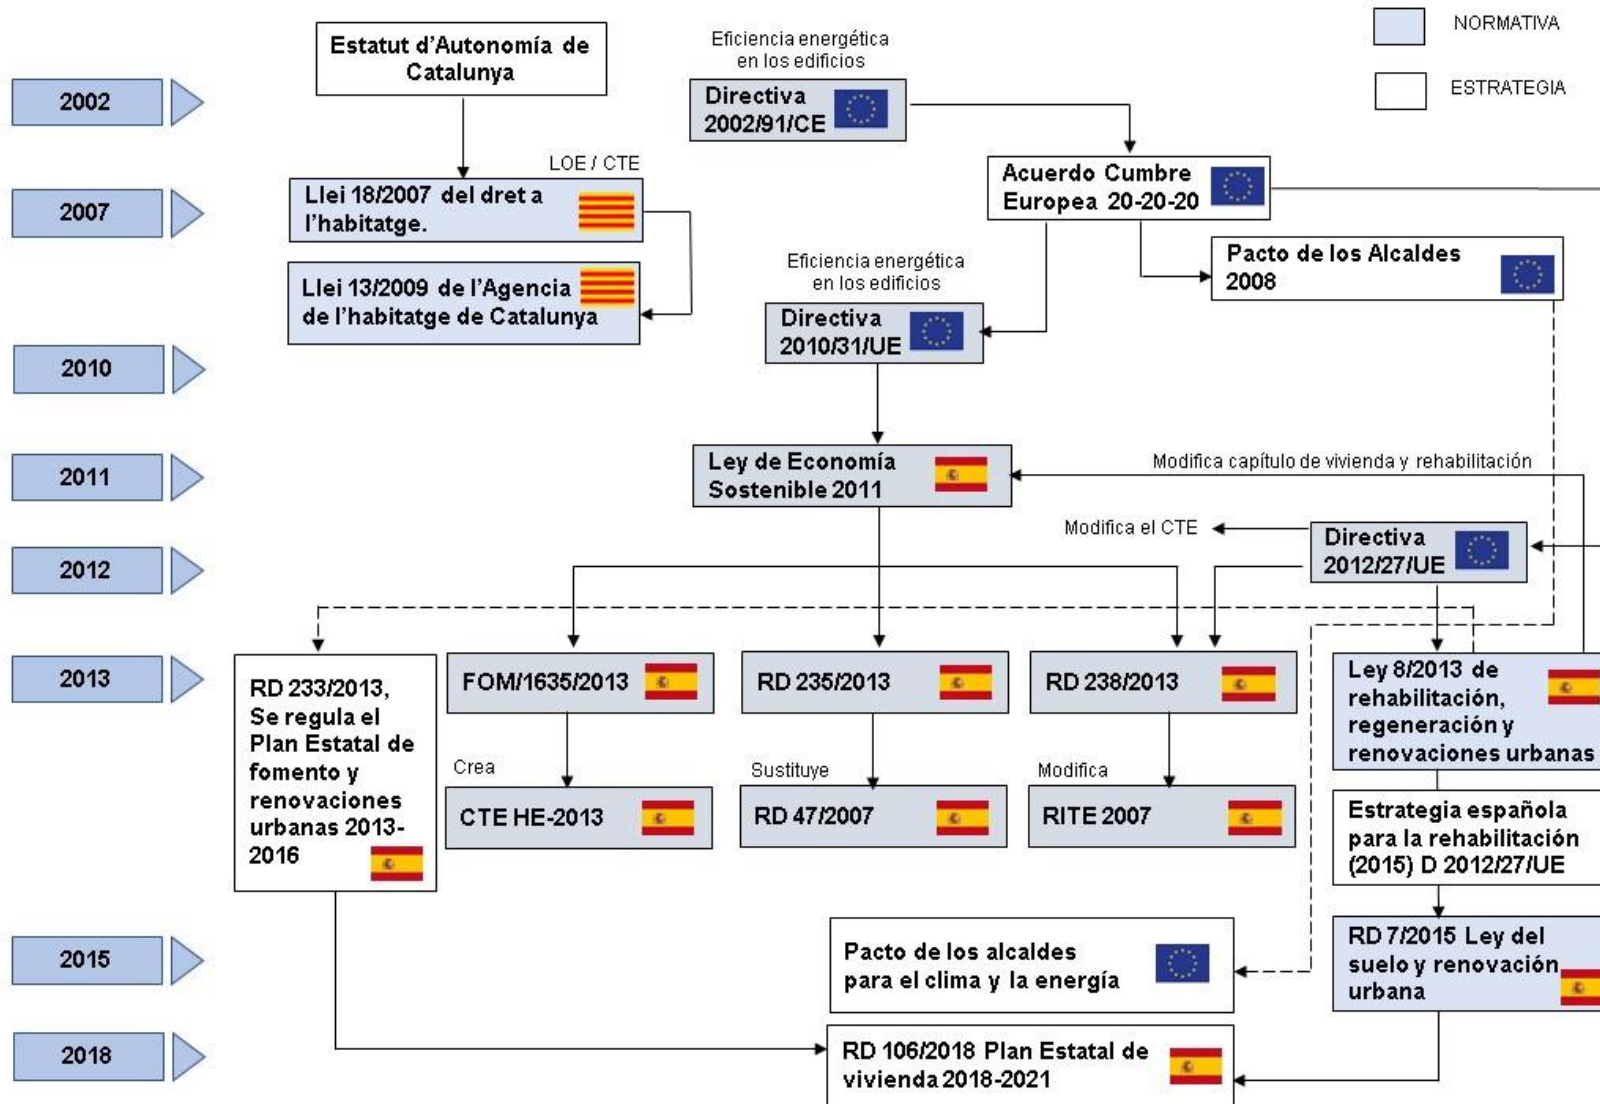 NORMATIVA
ESTRATEGIA
2002
Estatut d'Autonomía de
Catalunya
Eficiencia energética
en los edificios
Directiva
2002/91/CE
2007
LOE / CTE
Llei 18/2007 del dret a
l'habitatge.
Acuerdo Cumbre
Europea 20-20-20
Llei 13/2009 de l'Agencia
de l'habitatge de Catalunya
Eficiencia energética
en los edificios
Directiva
2010/31/UE
Pacto de los Alcaldes
2008
2010
2011
Ley de Economía
Sostenible 2011
Modifica capítulo de vivienda y rehabilitación
2012
Modifica el CTE
Directiva
2012/27/UE
2013
RD 233/2013,
Se regula el
Plan Estatal de
fomento y
renovaciones
urbanas 2013-
2016
FOM/1635/2013
RD 235/2013
RD 238/2013
Ley 8/2013 de
rehabilitación,
regeneración y
renovaciones urbanas
Crea
Sustituye
Modifica
CTE HE-2013
RD 47/2007
RITE 2007
Estrategia española
para la rehabilitación
(2015) D 2012/27/UE
2015
Pacto de los alcaldes
para el clima y la energía
RD 7/2015 Ley del
suelo y renovación
urbana
2018
RD 106/2018 Plan Estatal de
vivienda 2018-2021